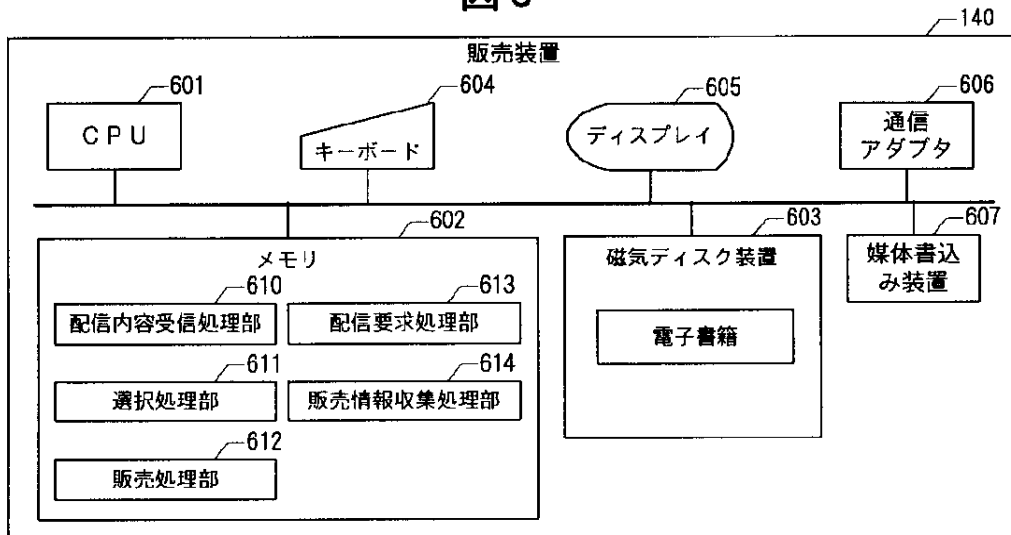 140
販売装置
601
604
605
606
CPU
キーボード
ディスプレイ
通信
アダプタ
602
603
607
メモリ
磁気ディスク装置
媒体書込
み装置
610
613
配信内容受信処理部
配信要求処理部
電子書籍
611
614
選択処理部
販売情報収集処理部
612
販売処理部